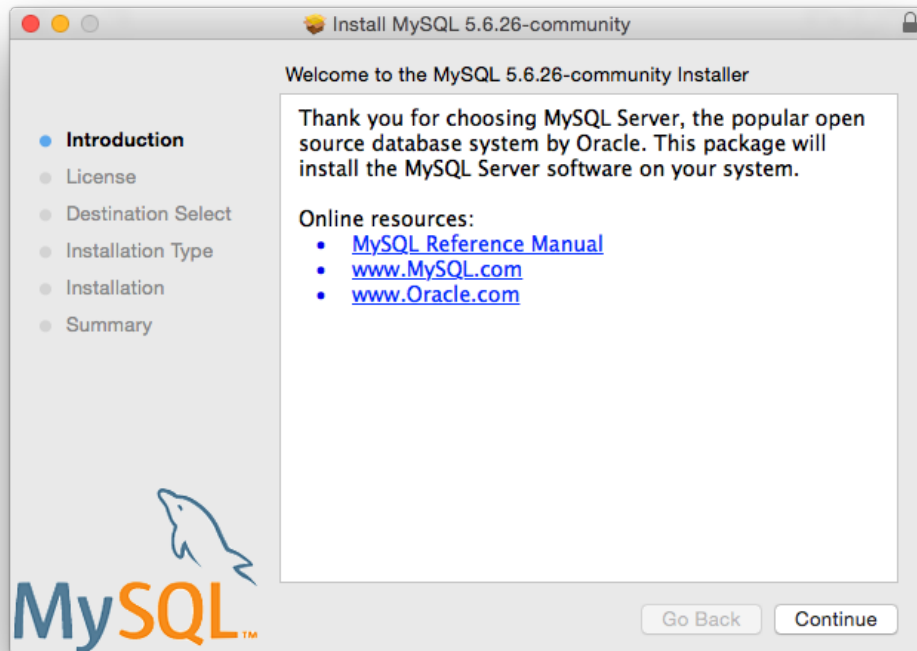 Install MySQL 5.6.26-community
Welcome to the MySQL 5.6.26-community Installer
Introduction
License
Destination Select
Installation Type
Installation
Summary
Thank you for choosing MySQL Server, the popular open
source database system by Oracle. This package will
install the MySQL Server software on your system.
Online resources:
• MySQL Reference Manual
• www.MySQL.com
• www.Oracle.com
MySQL™
Go Back
Continue